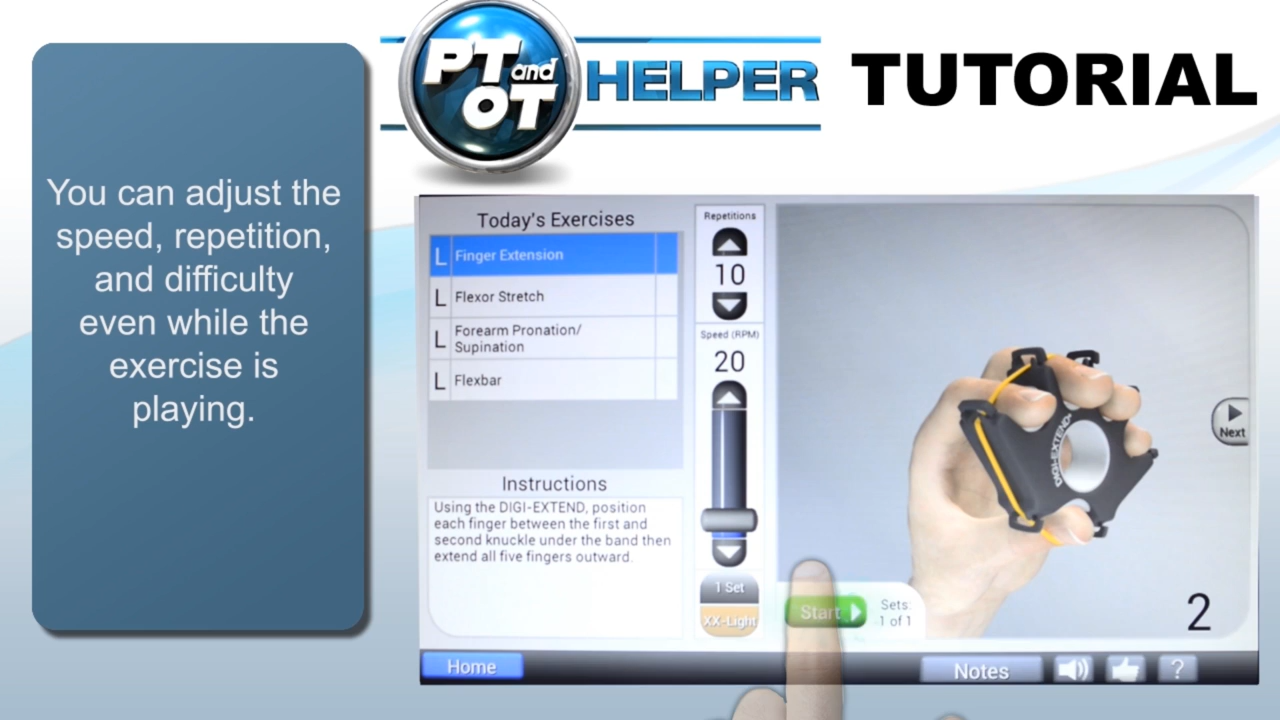 PT and
OT
HELPER
TUTORIAL
You can adjust the
speed, repetition,
and difficulty
even while the
exercise is
playing.
Today's Exercises
L Finger Extension
L Flexor Stretch
L Forearm Pronation/
Supination
L Flexbar
Instructions
Using the DIGI-EXTEND, position
each finger between the first and
second knuckle under the band then
extend all five fingers outward.
Repetitions
10
Speed (RPM)
20
1 Set
XX-Light
Start
Sets:
1 of 1
DIGI-EXTEND
Next
2
Home
Notes
?